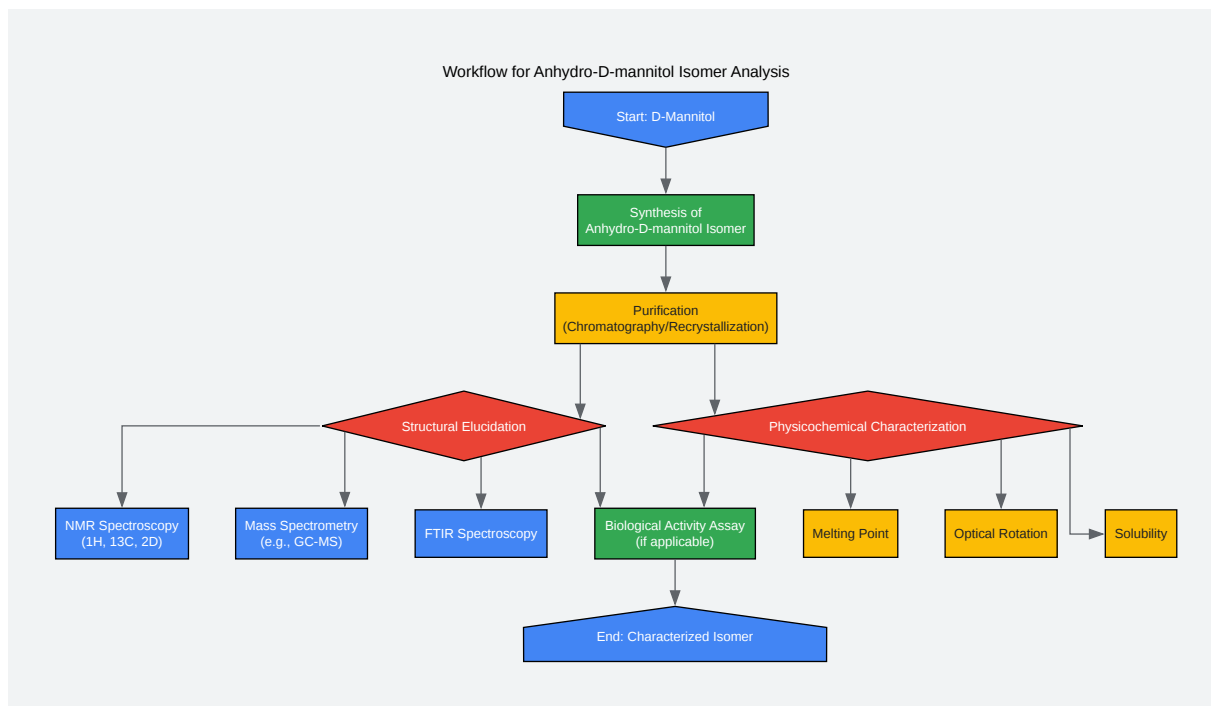 Workflow for Anhydro-D-mannitol Isomer Analysis
Start: D-Mannitol
Synthesis of
Anhydro-D-mannitol Isomer
Purification
(Chromatography/Recrystallization)
Structural Elucidation
Physicochemical Characterization
NMR Spectroscopy
(1H, 13C, 2D)
Mass Spectrometry
(e.g., GC-MS)
FTIR Spectroscopy
Biological Activity Assay
(if applicable)
Melting Point
Optical Rotation
Solubility
End: Characterized Isomer